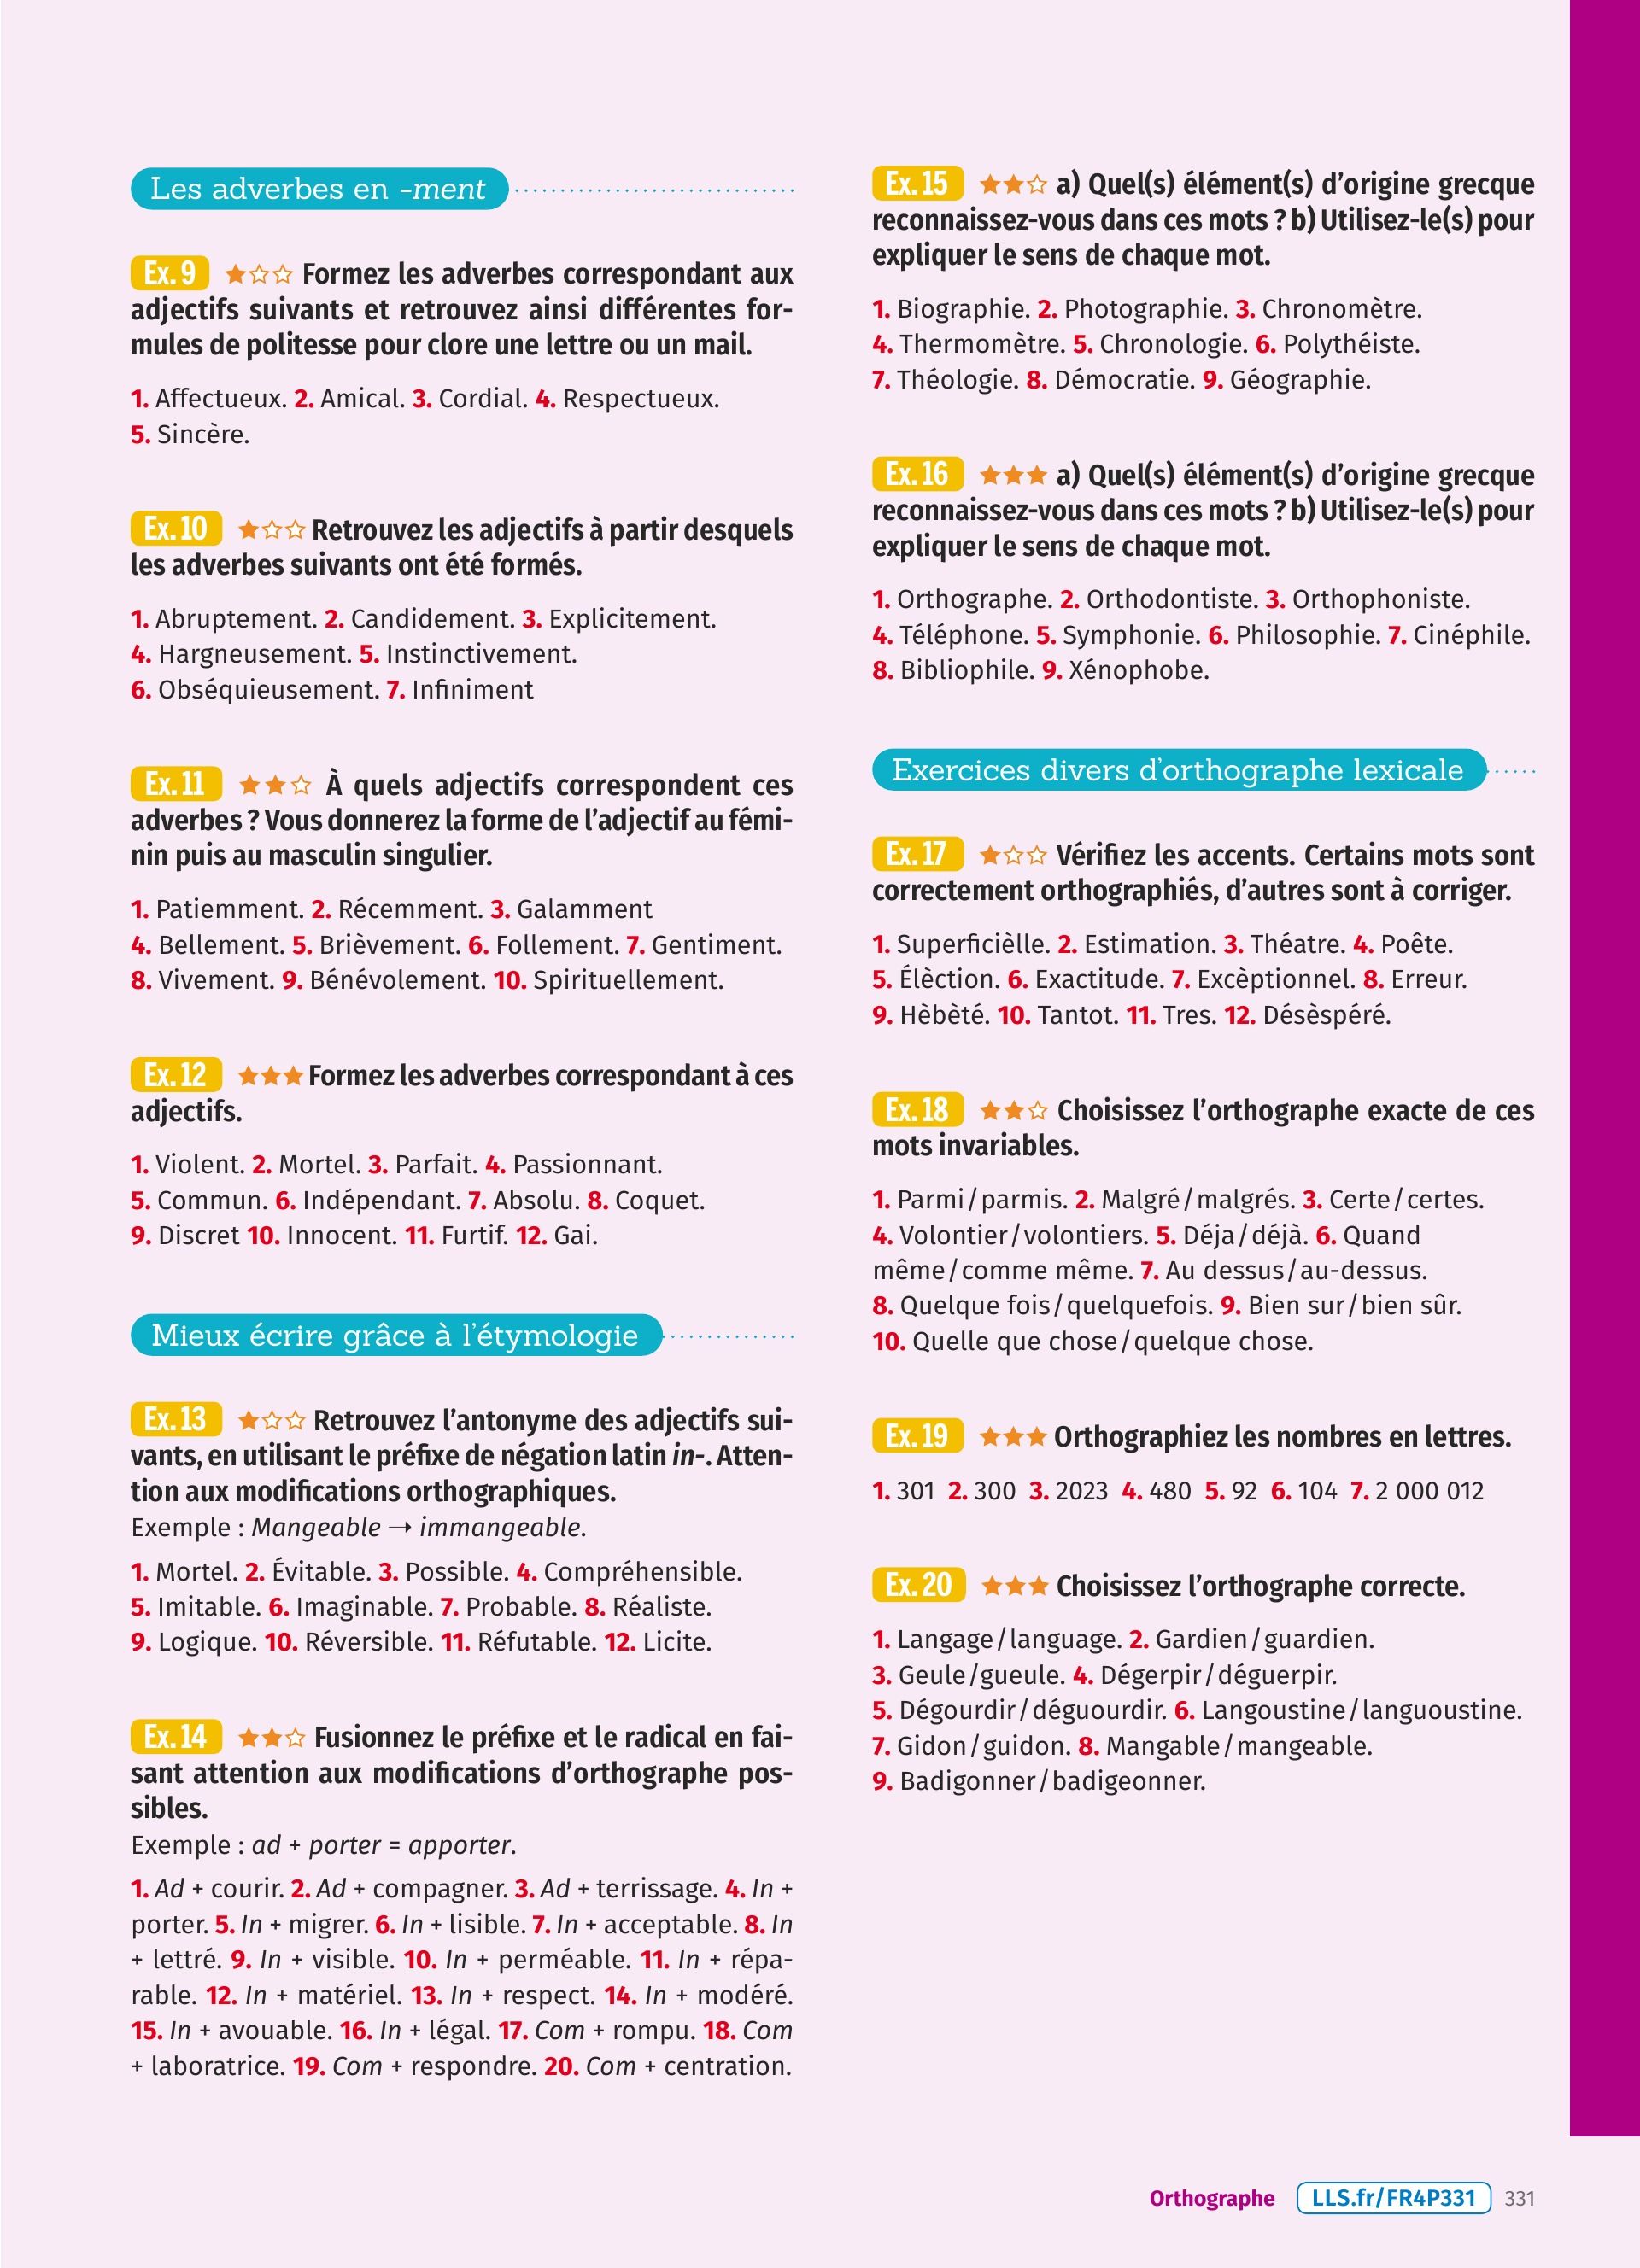 Les adverbes en -ment
Ex. 9 ★☆☆ Formez les adverbes correspondant aux
adjectifs suivants et retrouvez ainsi différentes for-
mules de politesse pour clore une lettre ou un mail.
1. Affectueux. 2. Amical. 3. Cordial. 4. Respectueux.
5. Sincère.
Ex. 10 ★☆☆ Retrouvez les adjectifs à partir desquels
les adverbes suivants ont été formés.
1. Abruptement. 2. Candidement. 3. Explicitement.
4. Hargneusement. 5. Instinctivement.
6. Obséquieusement. 7. Infiniment
Ex. 11 ★★☆ À quels adjectifs correspondent ces
adverbes ? Vous donnerez la forme de l’adjectif au fémi-
nin puis au masculin singulier.
1. Patiemment. 2. Récemment. 3. Galamment
4. Bellement. 5. Brièvement. 6. Follement. 7. Gentiment.
8. Vivement. 9. Bénévolement. 10. Spirituellement.
Ex. 12 ★★★ Formez les adverbes correspondant à ces
adjectifs.
1. Violent. 2. Mortel. 3. Parfait. 4. Passionnant.
5. Commun. 6. Indépendant. 7. Absolu. 8. Coquet.
9. Discret 10. Innocent. 11. Furtif. 12. Gai.
Mieux écrire grâce à l’étymologie
Ex. 13 ★☆☆ Retrouvez l’antonyme des adjectifs sui-
vants, en utilisant le préfixe de négation latin in-. Atten-
tion aux modifications orthographiques.
Exemple : Mangeable → immangeable.
1. Mortel. 2. Évitable. 3. Possible. 4. Compréhensible.
5. Imitable. 6. Imaginable. 7. Probable. 8. Réaliste.
9. Logique. 10. Réversible. 11. Réfutable. 12. Licite.
Ex. 14 ★★☆ Fusionnez le préfixe et le radical en fai-
sant attention aux modifications d’orthographe pos-
sibles.
Exemple : ad + porter = apporter.
1. Ad + courir. 2. Ad + compagner. 3. Ad + terrissage. 4. In +
porter. 5. In + migrer. 6. In + lisible. 7. In + acceptable. 8. In
+ lettré. 9. In + visible. 10. In + perméable. 11. In + répa-
rable. 12. In + matériel. 13. In + respect. 14. In + modéré.
15. In + avouable. 16. In + légal. 17. Com + rompu. 18. Com
+ laboratrice. 19. Com + respondre. 20. Com + centration.
Ex. 15 ★★☆ a) Quel(s) élément(s) d’origine grecque
reconnaissez-vous dans ces mots ? b) Utilisez-le(s) pour
expliquer le sens de chaque mot.
1. Biographie. 2. Photographie. 3. Chronomètre.
4. Thermomètre. 5. Chronologie. 6. Polythéiste.
7. Théologie. 8. Démocratie. 9. Géographie.
Ex. 16 ★★★ a) Quel(s) élément(s) d’origine grecque
reconnaissez-vous dans ces mots ? b) Utilisez-le(s) pour
expliquer le sens de chaque mot.
1. Orthographe. 2. Orthodontiste. 3. Orthophoniste.
4. Téléphone. 5. Symphonie. 6. Philosophie. 7. Cinéphile.
8. Bibliophile. 9. Xénophobe.
Exercices divers d’orthographe lexicale
Ex. 17 ★☆☆ Vérifiez les accents. Certains mots sont
correctement orthographiés, d’autres sont à corriger.
1. Superficièlle. 2. Estimation. 3. Théatre. 4. Poête.
5. Élèction. 6. Exactitude. 7. Excèptionnel. 8. Erreur.
9. Hèbèté. 10. Tantot. 11. Tres. 12. Désèspéré.
Ex. 18 ★★☆ Choisissez l’orthographe exacte de ces
mots invariables.
1. Parmi / parmis. 2. Malgré / malgrés. 3. Certe / certes.
4. Volontier / volontiers. 5. Déja / déjà. 6. Quand
même / comme même. 7. Au dessus / au-dessus.
8. Quelque fois / quelquefois. 9. Bien sur / bien sûr.
10. Quelle que chose / quelque chose.
Ex. 19 ★★★ Orthographiez les nombres en lettres.
1. 301 2. 300 3. 2023 4. 480 5. 92 6. 104 7. 2 000 012
Ex. 20 ★★★ Choisissez l’orthographe correcte.
1. Langage / language. 2. Gardien / guardien.
3. Geule / gueule. 4. Dégerpir / déguerpir.
5. Dégourdir / déguourdir. 6. Langoustine / languoustine.
7. Gidon / guidon. 8. Mangable / mangeable.
9. Badigonner / badigeonner.
Orthographe LLS.fr/FR4P331 331